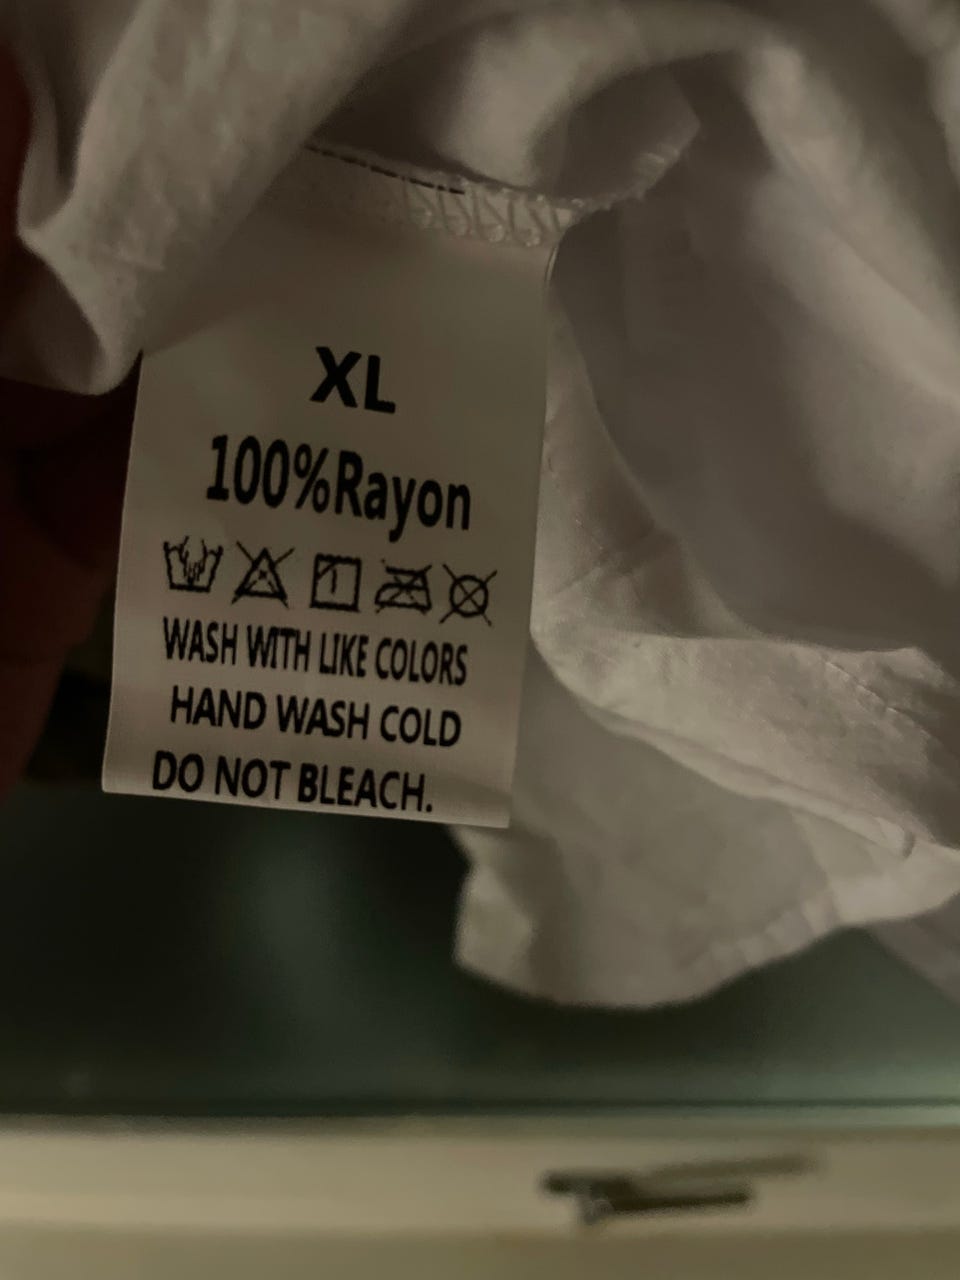 XL
100%Rayon
WASH WITH LIKE COLORS
HAND WASH COLD
DO NOT BLEACH.